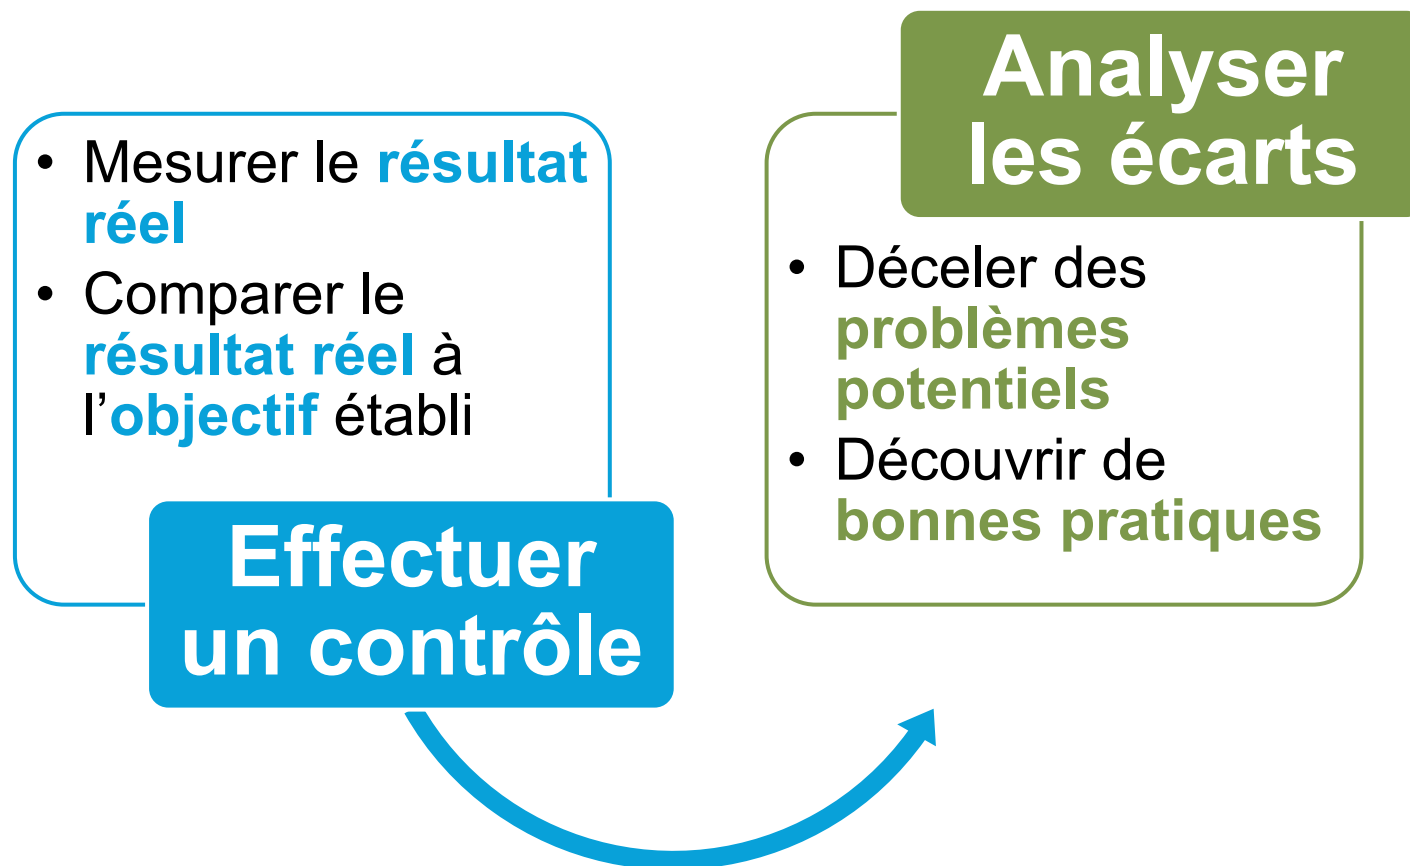 • Mesurer le résultat
réel
• Comparer le
résultat réel à
l’objectif établi
Effectuer
un contrôle
Analyser
les écarts
• Déceler des
problèmes
potentiels
• Découvrir de
bonnes pratiques